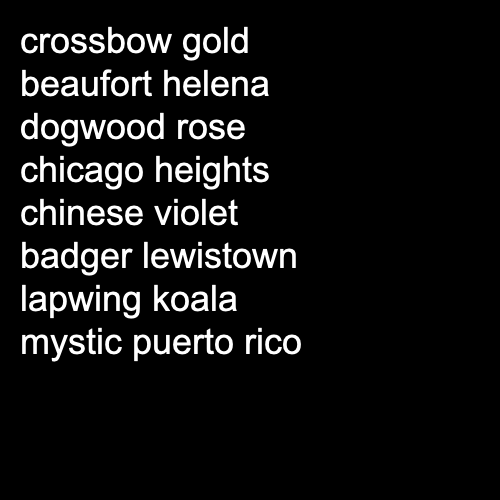 crossbow gold
beaufort helena
dogwood rose
chicago heights
chinese violet
badger lewistown
lapwing koala
mystic puerto rico